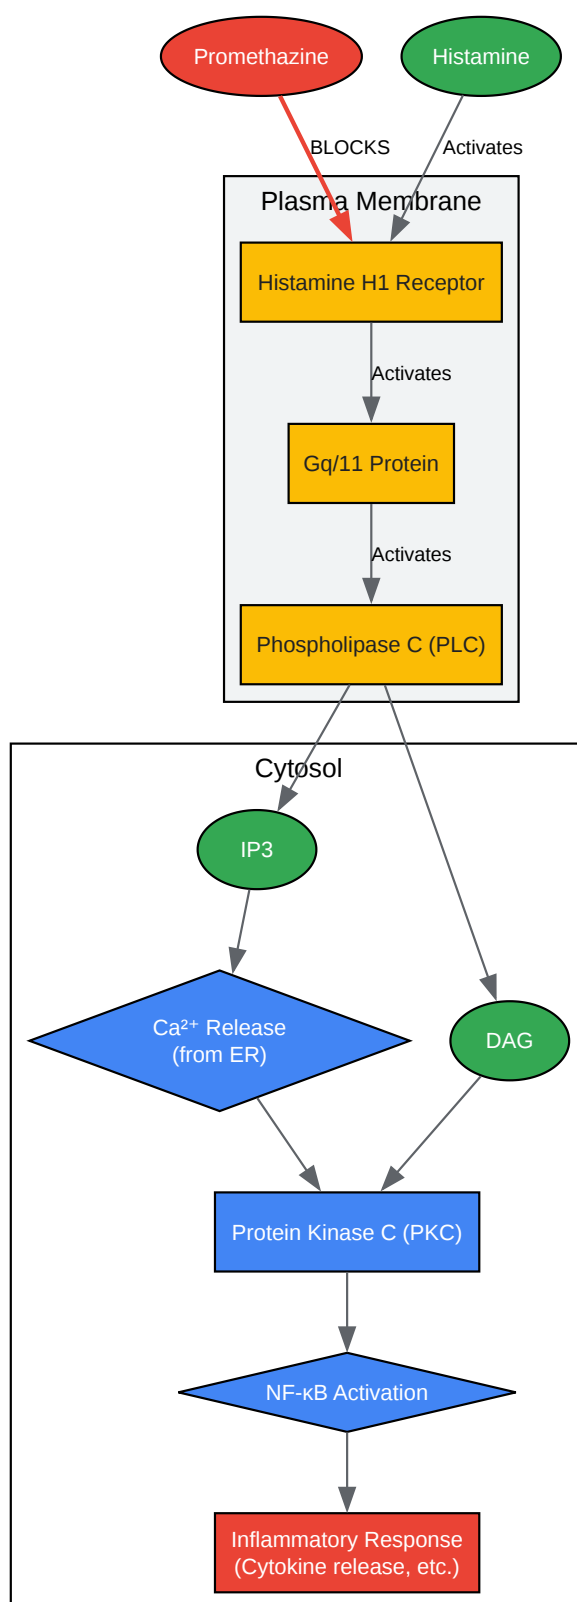 Promethazine
Histamine
BLOCKS
Activates
Plasma Membrane
Histamine H1 Receptor
Activates
Gq/11 Protein
Activates
Phospholipase C (PLC)
Cytosol
IP3
Ca²⁺ Release
(from ER)
DAG
Protein Kinase C (PKC)
NF-κB Activation
Inflammatory Response
(Cytokine release, etc.)